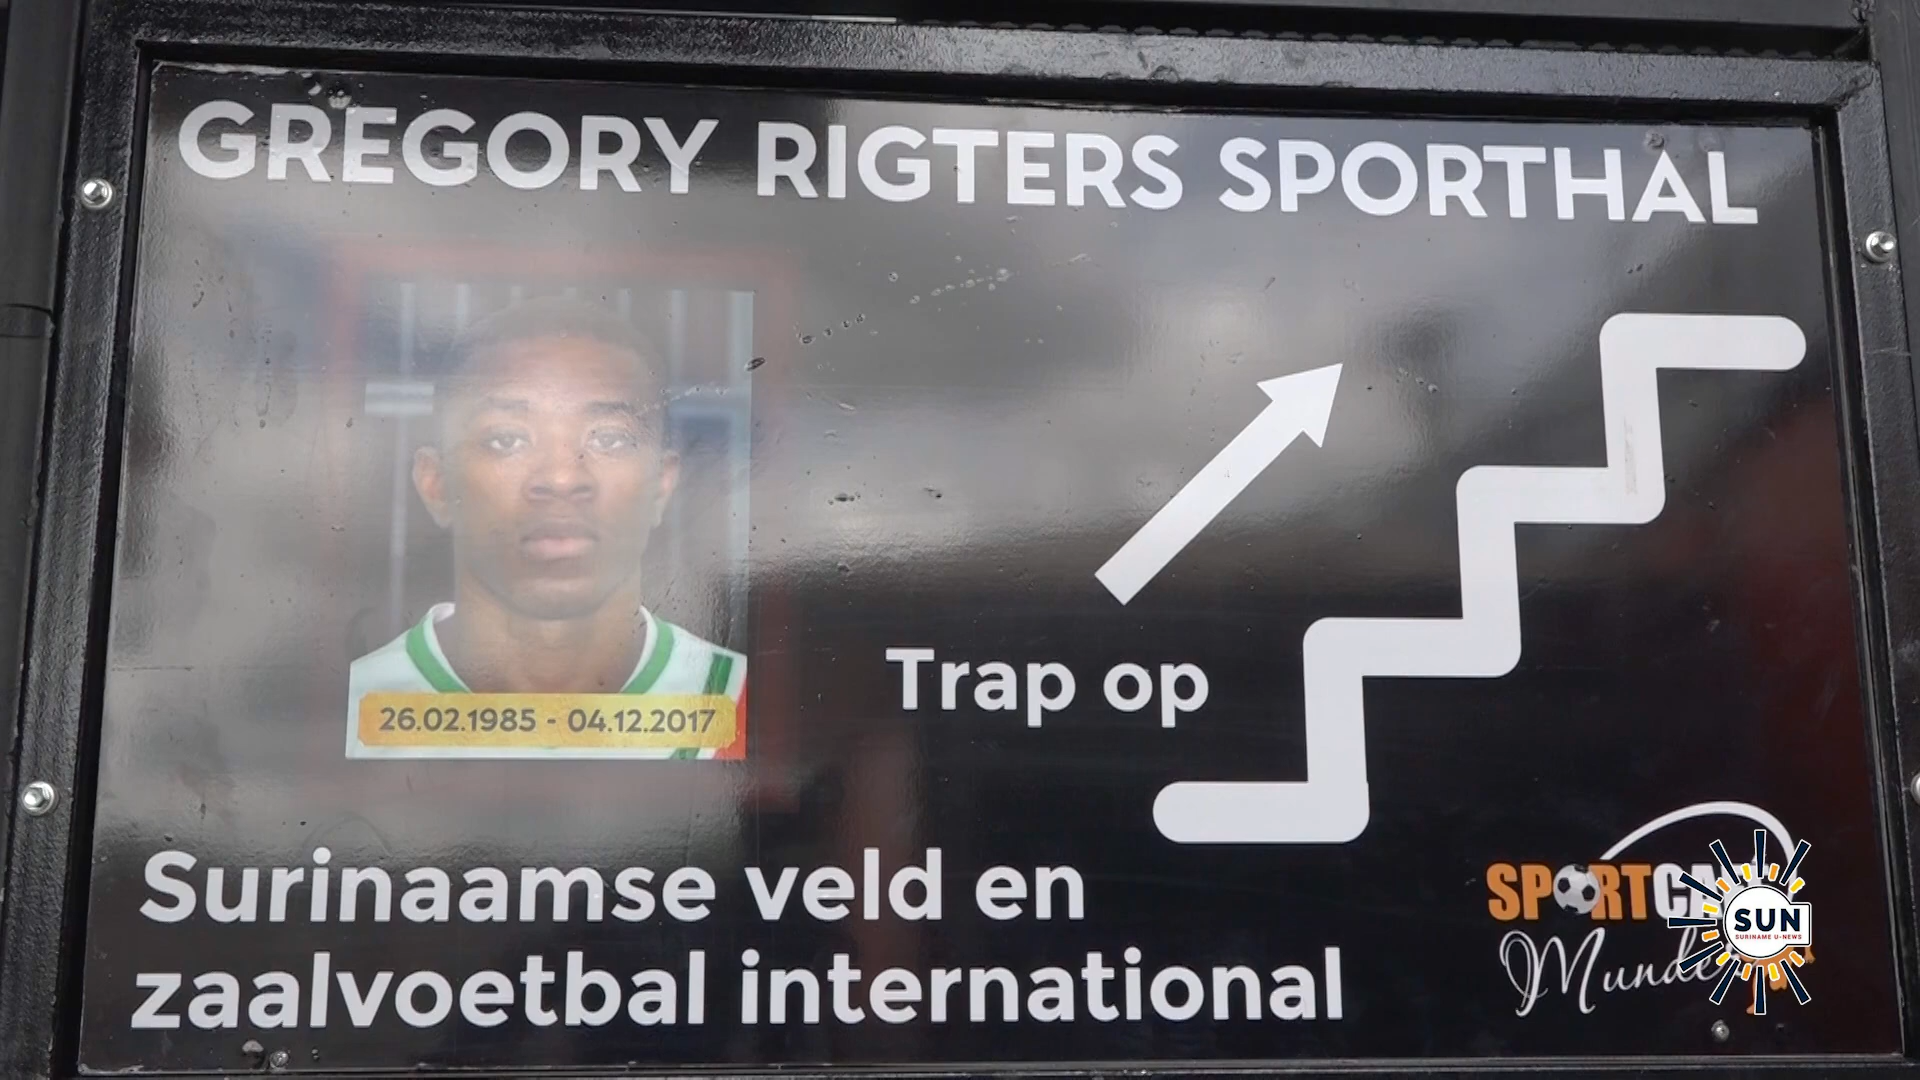 GREGORY RIGTERS SPORTHAL
26.02.1985 - 04.12.2017
Trap op
Surinaamse veld en
zaalvoetbal international
SUN
SURINAME U-NEWS